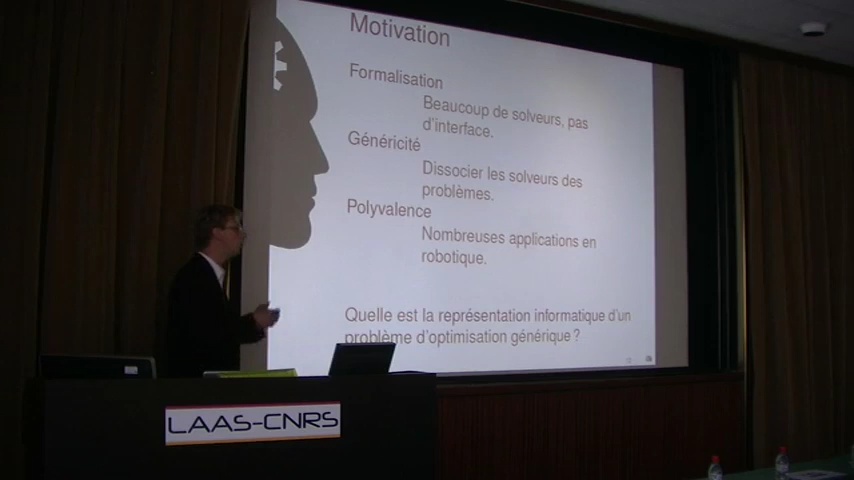 Motivation
Formalisation
Beaucoup de solveurs, pas
d'interface.
Généricité
Dissocier les solveurs des
problèmes.
Polyvalence
Nombreuses applications en
robotique.
Quelle est la représentation informatique d'un
problème d'optimisation générique ?
LAAS-CNRS